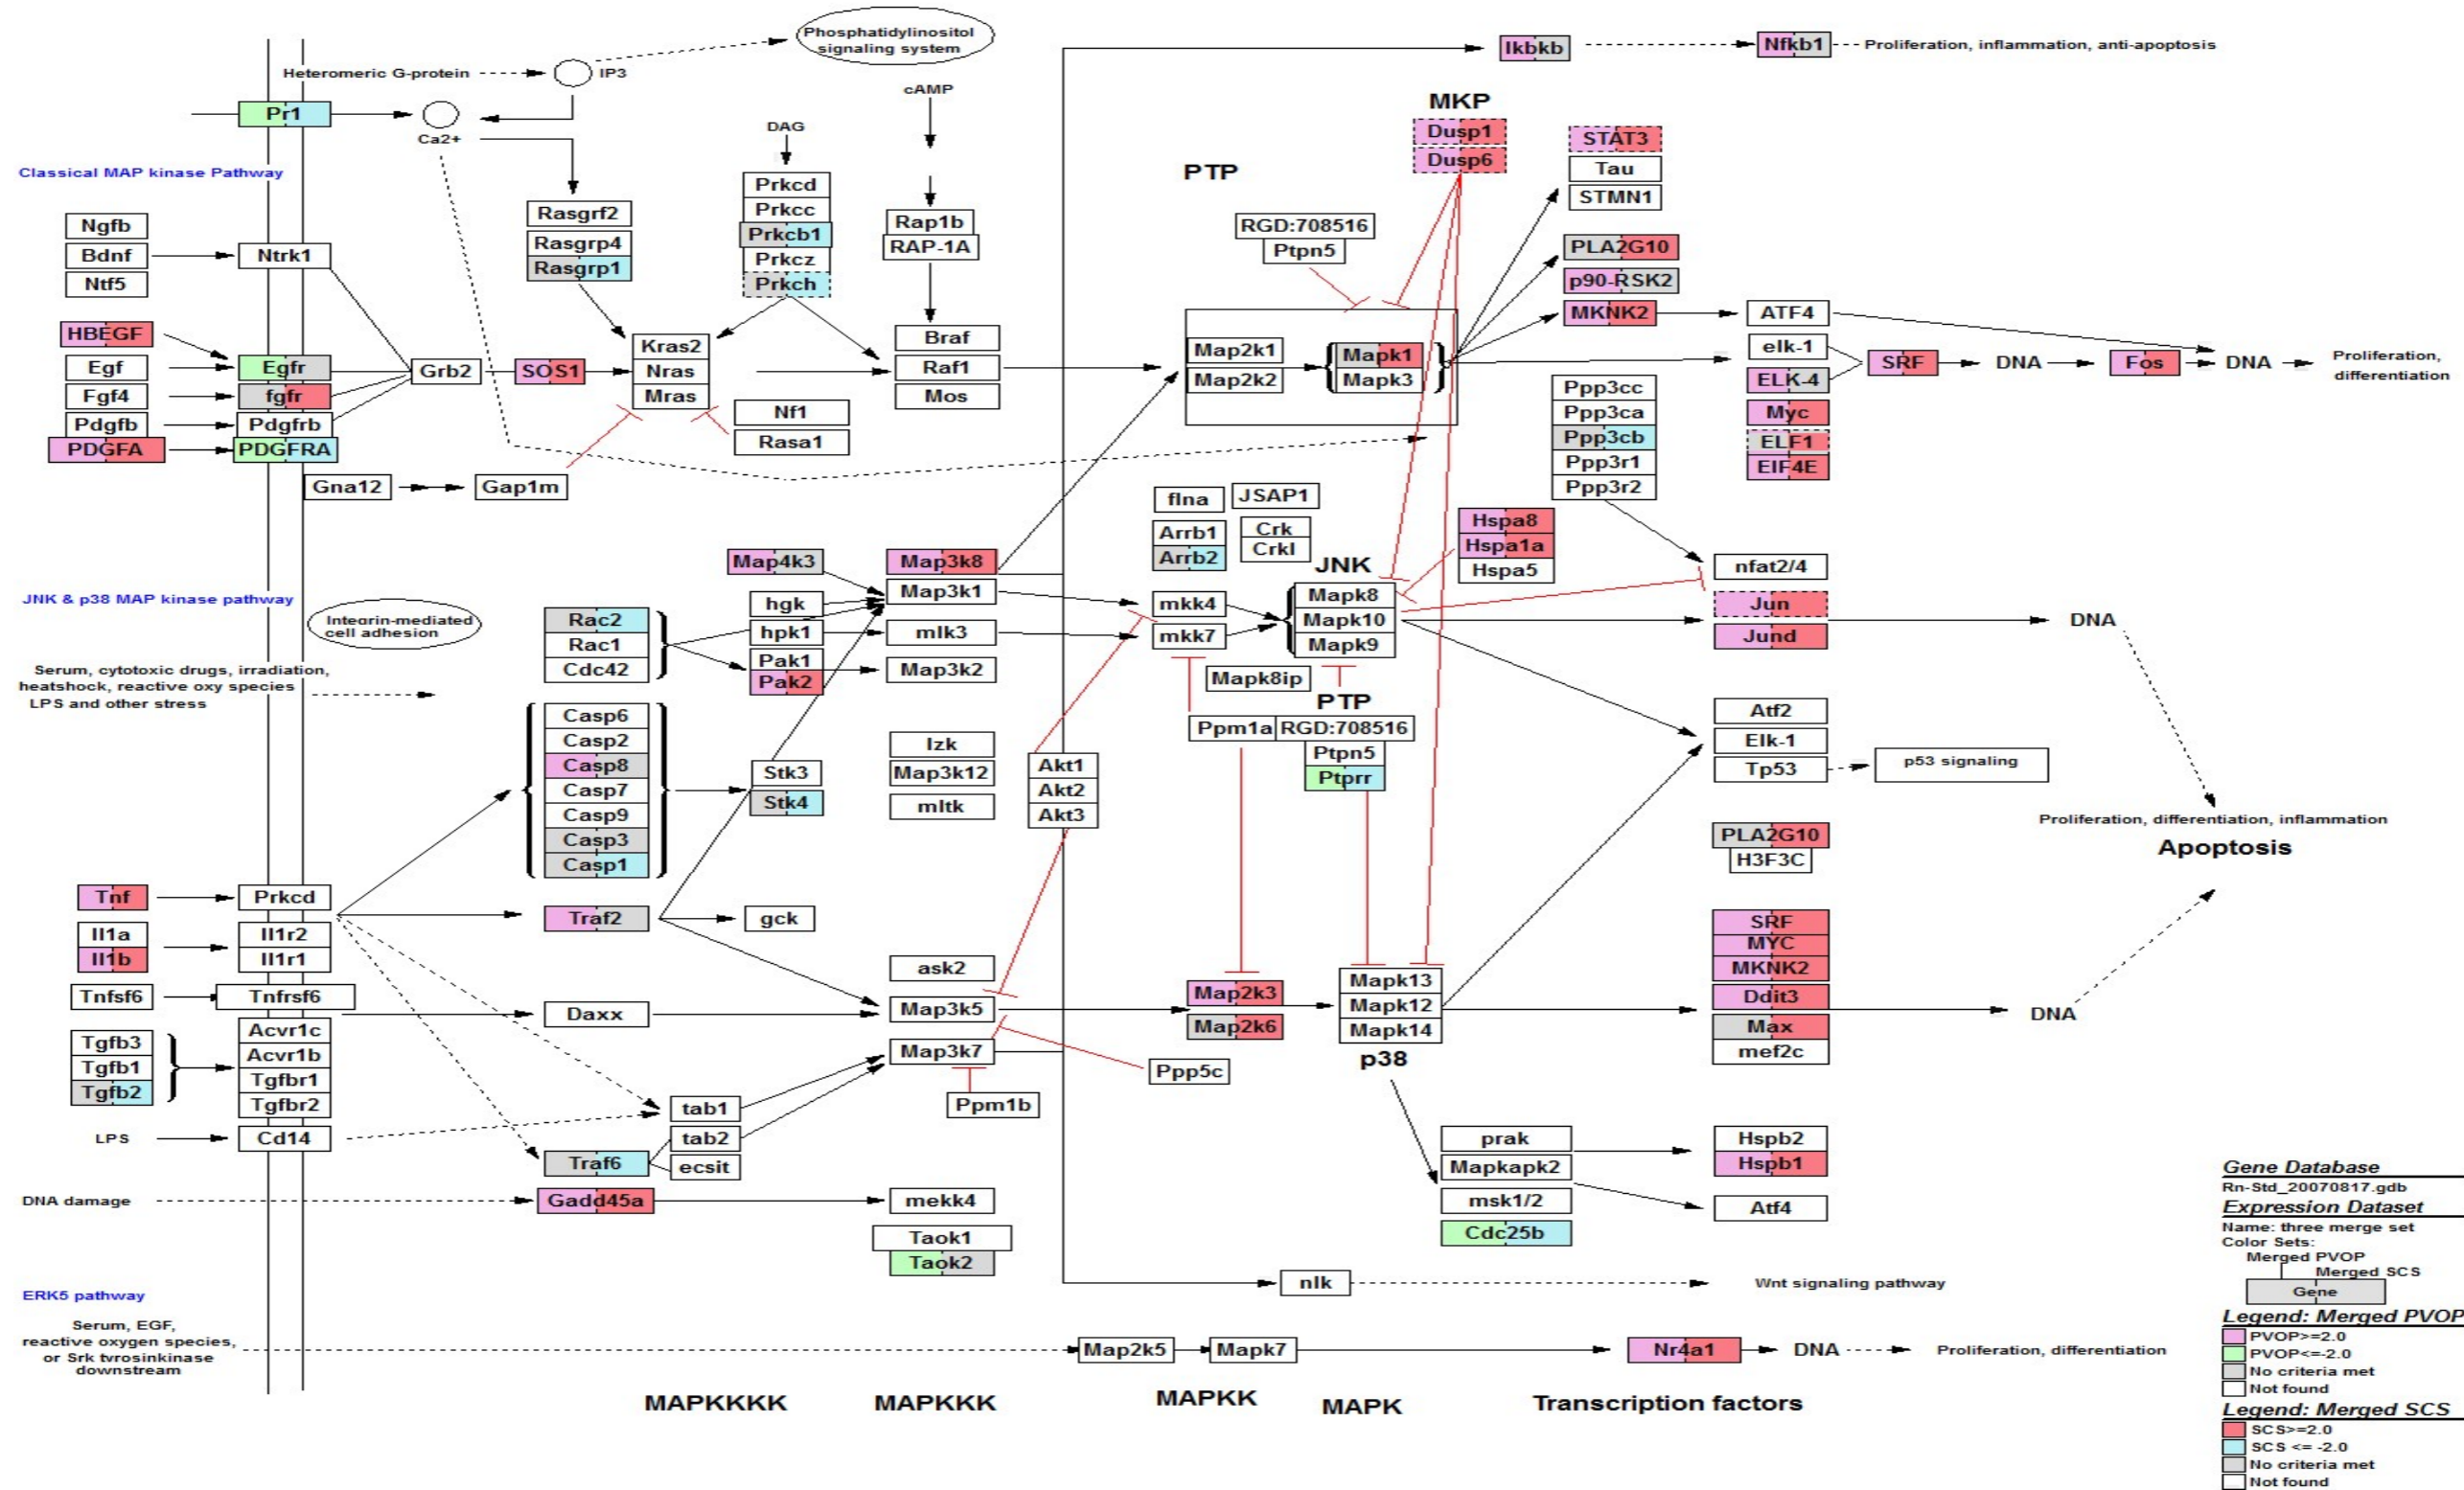 Phosphatidylinositol
signaling system
Heteromeric G-protein
IP3
Ikbkb
Nfkb1
Proliferation, inflammation, anti-apoptosis
cAMP
MKP
Pr1
Ca2+
DAG
Dusp1
Dusp6
STAT3
Tau
STMN1
Classical MAP kinase Pathway
PTP
Prkcd
Prkcc
Prkcb1
Prkcz
Prkch
Rasgrf2
Rasgrp4
Rasgrp1
Rap1b
RAP-1A
RGD:708516
Ptpn5
PLA2G10
p90-RSK2
MKNK2
ATF4
Ngfb
Bdnf
Ntf5
Ntrk1
HBEGF
Egf
Fgf4
Pdgfb
PDGFA
Egfr
fgfr
Pdgfrb
PDGFRA
Grb2
SOS1
Kras2
Nras
Mras
Nf1
Rasa1
Braf
Raf1
Mos
Map2k1
Map2k2
Mapk1
Mapk3
elk-1
ELK-4
Myc
ELF1
EIF4E
SRF
DNA
Fos
DNA
Proliferation,
differentiation
Ppp3cc
Ppp3ca
Ppp3cb
Ppp3r1
Ppp3r2
Gna12
Gap1m
flna
JSAP1
Arrb1
Arrb2
Crk
Crkl
Hspa8
Hspa1a
Hspa5
JNK
nfat2/4
Jun
Jund
DNA
JNK & p38 MAP kinase pathway
Integrin-mediated
cell adhesion
Map4k3
hgk
hpk1
Pak1
Pak2
Map3k8
Map3k1
mlk3
Map3k2
mkk4
mkk7
Mapk8
Mapk10
Mapk9
Mapk8ip
Rac2
Rac1
Cdc42
Serum, cytotoxic drugs, irradiation,
heatshock, reactive oxy species
LPS and other stress
PTP
Ppm1a
RGD:708516
Ptpn5
Ptprr
Atf2
Elk-1
Tp53
p53 signaling
Casp6
Casp2
Casp8
Casp7
Casp9
Casp3
Casp1
Stk3
Stk4
lzk
Map3k12
mltk
Akt1
Akt2
Akt3
Proliferation, differentiation, inflammation
Apoptosis
PLA2G10
H3F3C
Tnf
Il1a
Il1b
Tnfsf6
Tgfb3
Tgfb1
Tgfb2
LPS
Prkcd
Il1r2
Il1r1
Tnfrsf6
Acvr1c
Acvr1b
Tgfbr1
Tgfbr2
Cd14
Traf2
gck
Daxx
ask2
Map3k5
Map3k7
Ppm1b
Ppp5c
Map2k3
Map2k6
Mapk13
Mapk12
Mapk14
p38
SRF
MYC
MKNK2
Ddit3
Max
mef2c
DNA
tab1
tab2
ecsit
Traf6
prak
Mapkapk2
msk1/2
Cdc25b
Hspb2
Hspb1
Atf4
DNA damage
Gadd45a
mekk4
Taok1
Taok2
nlk
Wnt signaling pathway
ERK5 pathway
Serum, EGF,
reactive oxygen species,
or Srk tyrosinkinase
downstream
Map2k5
Mapk7
Nr4a1
DNA
Proliferation, differentiation
MAPKKKK
MAPKKK
MAPKK
MAPK
Transcription factors
Gene Database
Rn-Std_20070817.gdb
Expression Dataset
Name: three merge set
Color Sets:
Merged PVOP
Merged SCS
Gene
Legend: Merged PVOP
PVOP>=2.0
PVOP<=-2.0
No criteria met
Not found
Legend: Merged SCS
SCS>=2.0
SCS <= -2.0
No criteria met
Not found